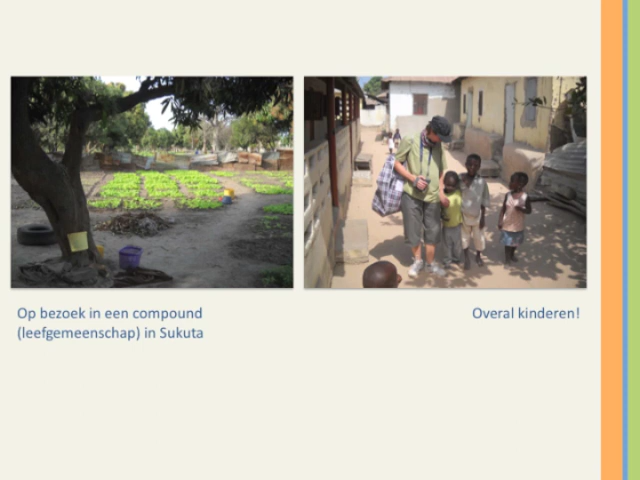 Op bezoek in een compound
(leefgemeenschap) in Sukuta
Overal kinderen!